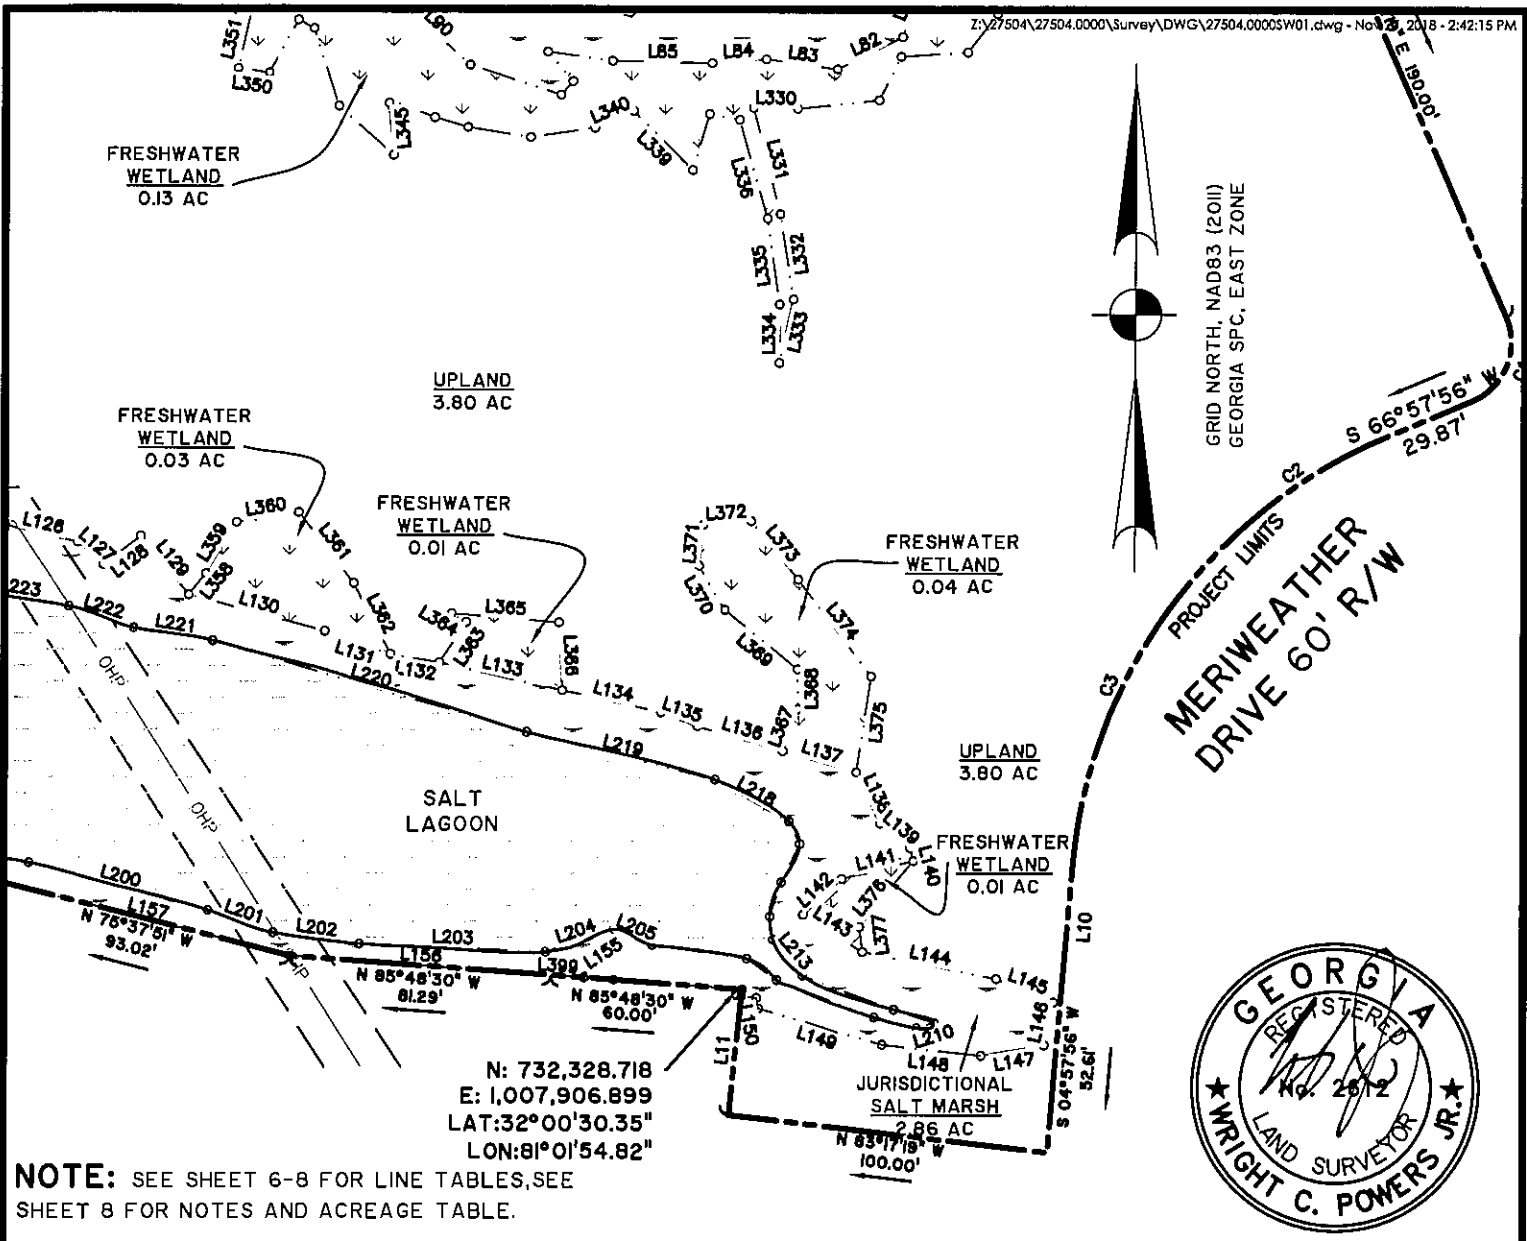 Z:\27504\27504.0000\Survey\DWG\27504.0000SW01.dwg - Nov 2018 - 2:42:15 PM
L351
L90
L85
L84
L83
L82
E 190.00'
L350
L345
L340
L339
L330
L336
L331
L335
L332
L334
L333
FRESHWATER
WETLAND
0.13 AC
GRID NORTH, NAD83 (2011)
GEORGIA SPC, EAST ZONE
UPLAND
3.80 AC
S 66°57'56" W
29.87'
C2
C3
FRESHWATER
WETLAND
0.03 AC
FRESHWATER
WETLAND
0.01 AC
FRESHWATER
WETLAND
0.04 AC
PROJECT LIMITS
MERIWEATHER
DRIVE 60' R/W
L126
L127
L128
L129
L359
L358
L360
L361
L362
L130
L131
L132
L364
L363
L365
L133
L366
L134
L135
L136
L367
L368
L369
L370
L371
L372
L373
L374
L375
L137
L138
L139
L140
223
L222
L221
L220
L219
L218
OHP
OHP
OHP
UPLAND
3.80 AC
SALT
LAGOON
FRESHWATER
WETLAND
0.01 AC
L141
L142
L143
L376
L377
L144
L145
L146
L10
L200
L157
L201
L202
L203
L156
L204
L205
L399
L155
L213
L210
L150
L149
L148
L147
L11
N 75°37'51" W
93.02'
N 85°48'30" W
81.29'
N 85°48'30" W
60.00'
S 04°57'56" W
52.61'
N: 732,328.718
E: 1,007,906.899
LAT:32°00'30.35"
LON:81°01'54.82"
JURISDICTIONAL
SALT MARSH
2.86 AC
N 83°17'19" W
100.00'
GEORGIA
REGISTERED
No. 2612
LAND SURVEYOR
WRIGHT C. POWERS JR.
NOTE: SEE SHEET 6-8 FOR LINE TABLES,SEE
SHEET 8 FOR NOTES AND ACREAGE TABLE.